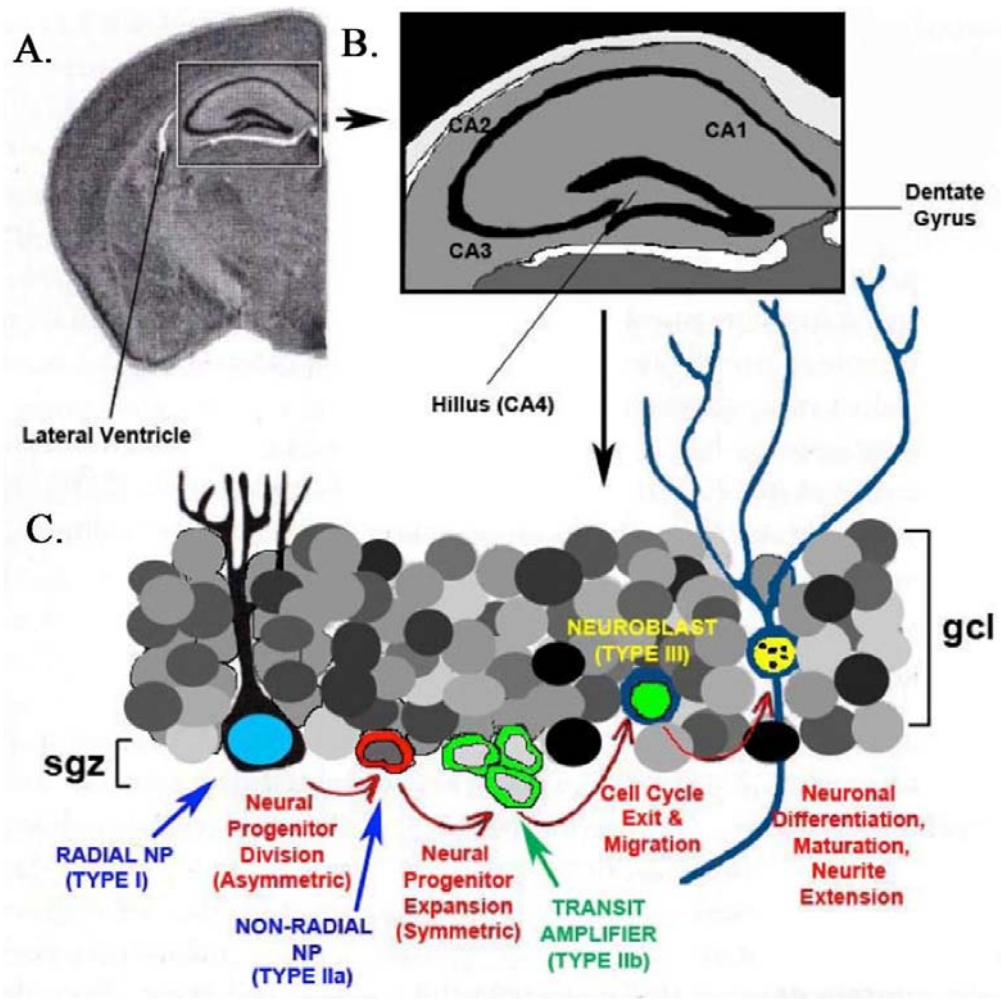 A.
B.
CA2
CA1
CA3
Dentate
Gyrus
Hillus (CA4)
Lateral Ventricle
C.
NEUROBLAST
(TYPE III)
gcl
sgz
RADIAL NP
(TYPE I)
Neural
Progenitor
Division
(Asymmetric)
NON-RADIAL
NP
(TYPE IIa)
Neural
Progenitor
Expansion
(Symmetric)
TRANSIT
AMPLIFIER
(TYPE IIb)
Cell Cycle
Exit &
Migration
Neuronal
Differentiation,
Maturation,
Neurite
Extension